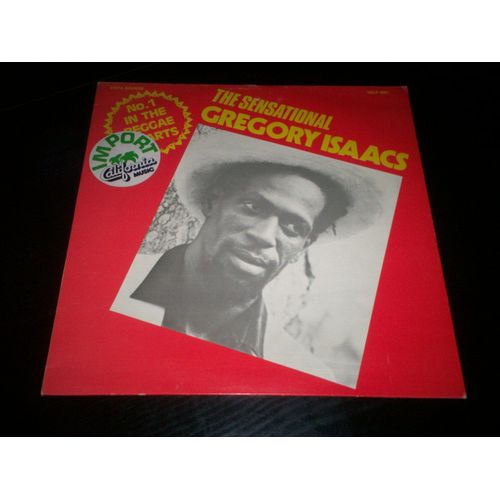 No.1
IN THE
REGGAE
CHARTS
IMPORT
California
MUSIC
THE SENSATIONAL
GREGORY ISAACS